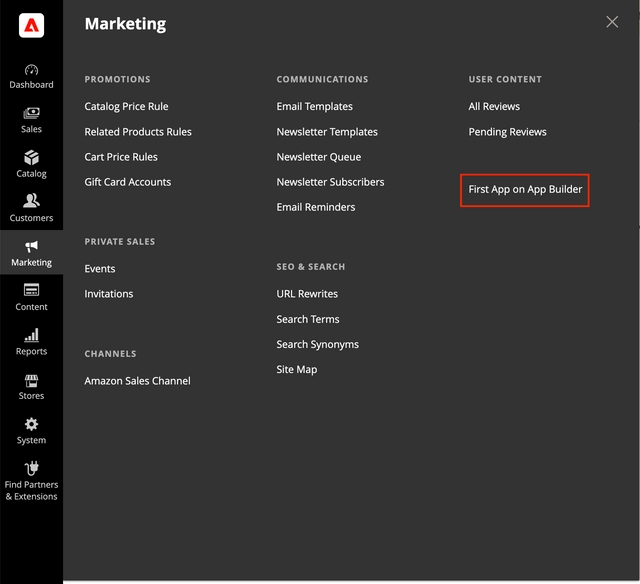 Marketing
Dashboard
Sales
Catalog
Customers
Marketing
Content
Reports
Stores
System
Find Partners
& Extensions
PROMOTIONS
Catalog Price Rule
Related Products Rules
Cart Price Rules
Gift Card Accounts
PRIVATE SALES
Events
Invitations
CHANNELS
Amazon Sales Channel
COMMUNICATIONS
Email Templates
Newsletter Templates
Newsletter Queue
Newsletter Subscribers
Email Reminders
SEO & SEARCH
URL Rewrites
Search Terms
Search Synonyms
Site Map
USER CONTENT
All Reviews
Pending Reviews
First App on App Builder